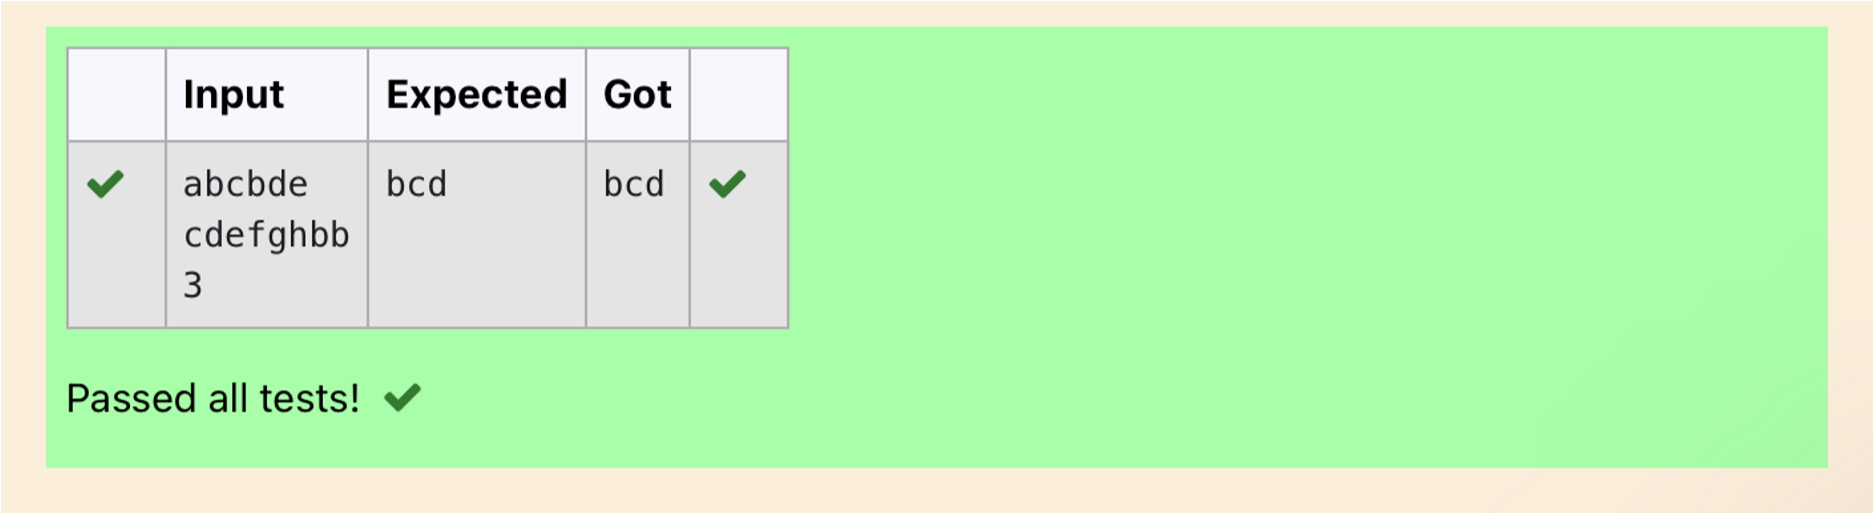 Input Expected Got
abcbde bcd bcd
cdefghbb
3
Passed all tests!